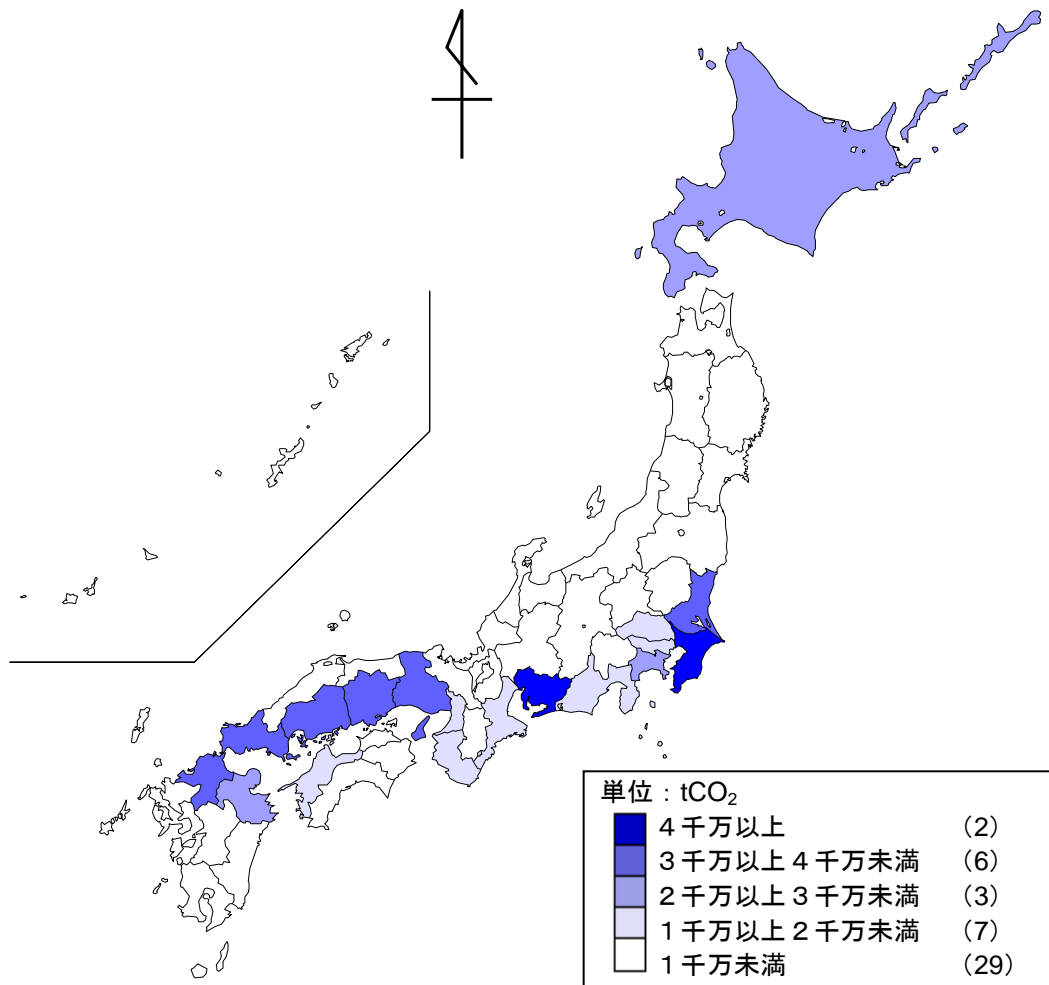 単位：tCO₂
４千万以上 （2）
３千万以上４千万未満 （6）
２千万以上３千万未満 （3）
１千万以上２千万未満 （7）
１千万未満 （29）